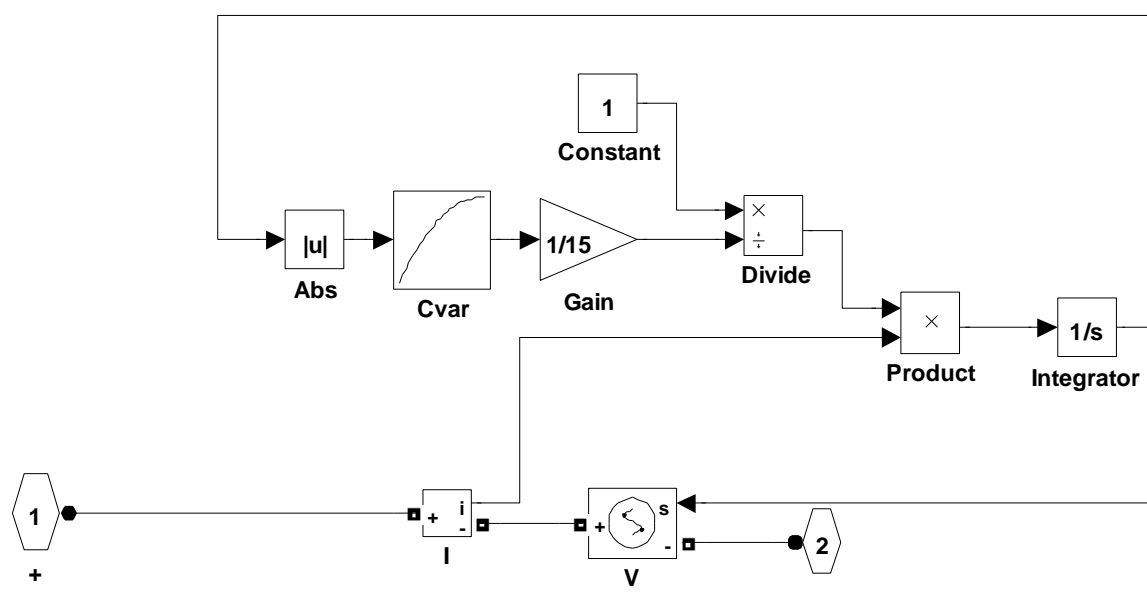 1
Constant
×
÷
Divide
|u|
Abs
Cvar
1/15
Gain
×
Product
1/s
Integrator
1
+
+
i
-
I
+
s
-
V
2